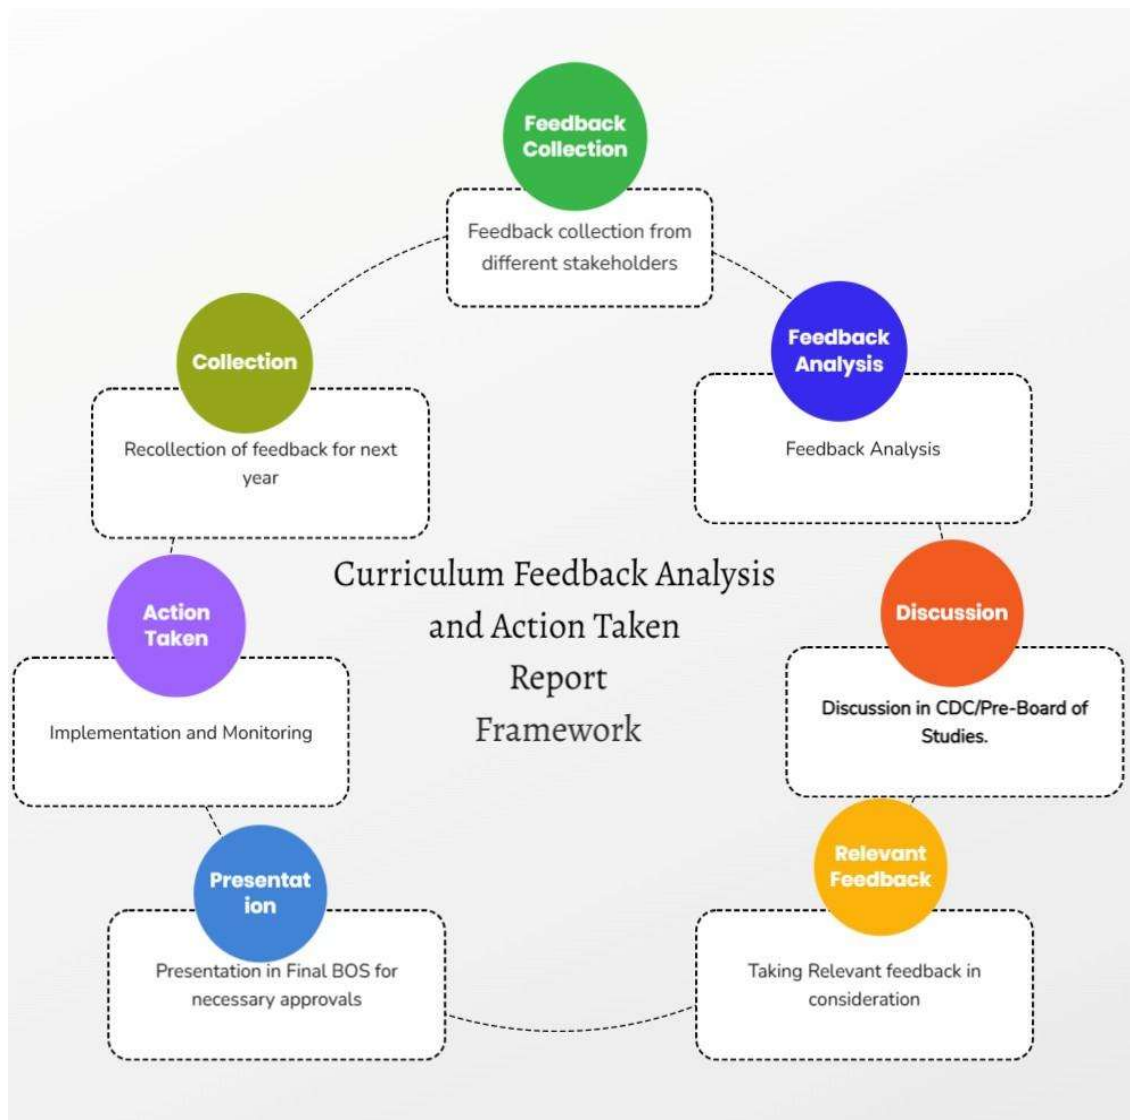 Feedback
Collection
Feedback collection from
different stakeholders
Feedback
Analysis
Feedback Analysis
Discussion
Discussion in CDC/Pre-Board of
Studies.
Relevant
Feedback
Taking Relevant feedback in
consideration
Presentat
ion
Presentation in Final BOS for
necessary approvals
Action
Taken
Implementation and Monitoring
Collection
Recollection of feedback for next
year
Curriculum Feedback Analysis
and Action Taken
Report
Framework